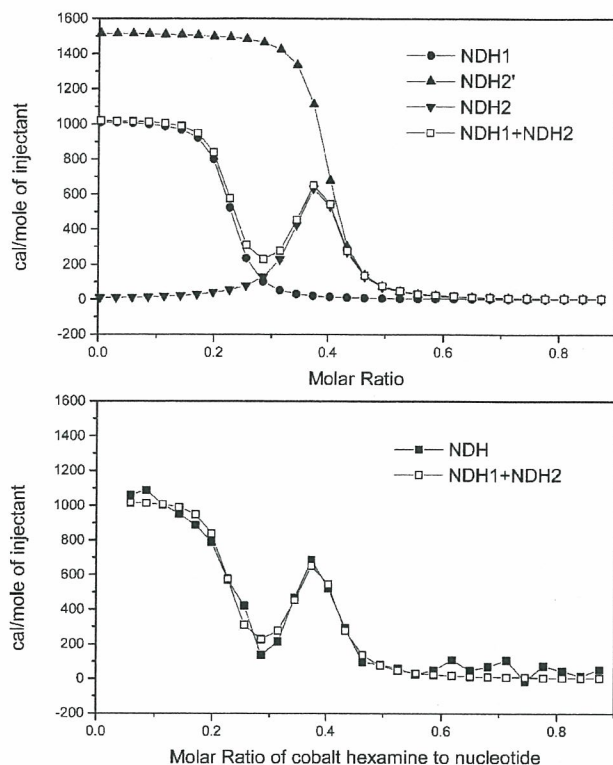 1600
1400
1200
1000
800
600
400
200
0
-200
cal/mole of injectant
NDH1
NDH2'
NDH2
NDH1+NDH2
0.0 0.2 0.4 0.6 0.8
Molar Ratio
1600
1400
1200
1000
800
600
400
200
0
-200
cal/mole of injectant
NDH
NDH1+NDH2
0.0 0.2 0.4 0.6 0.8
Molar Ratio of cobalt hexamine to nucleotide